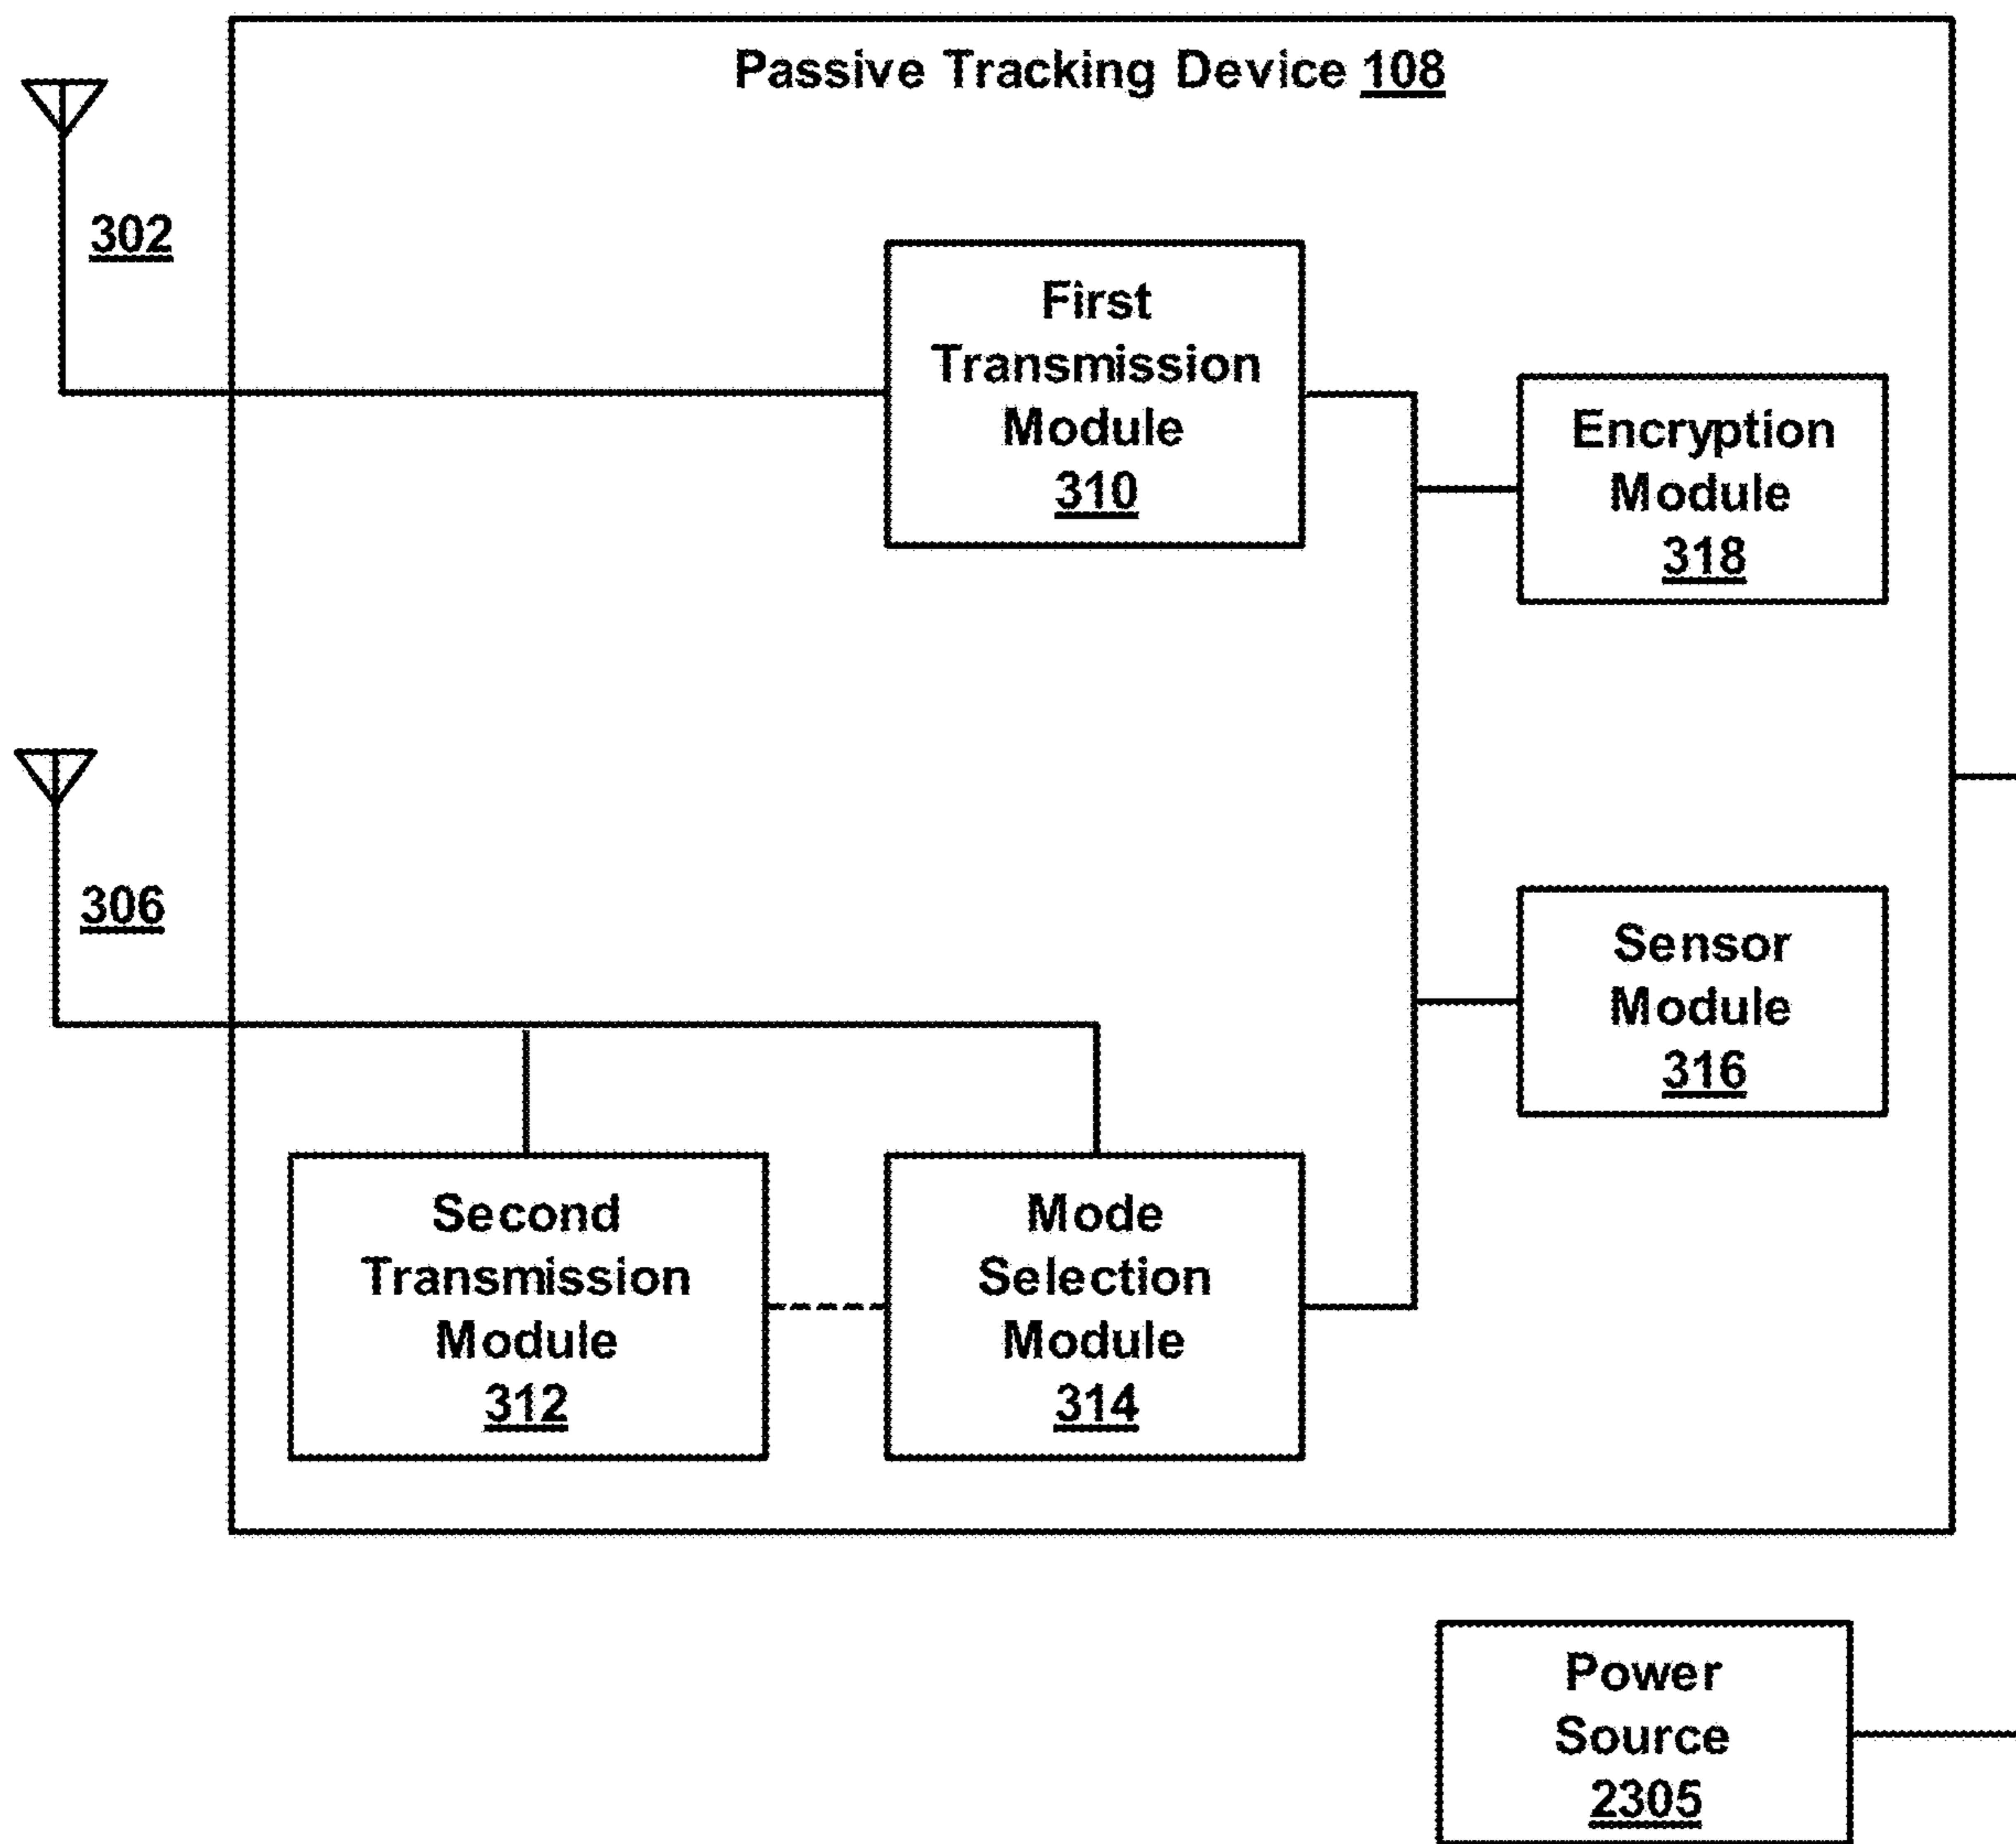 Passive Tracking Device 108
302
First
Transmission
Module
310
Encryption
Module
318
306
Sensor
Module
316
Second
Transmission
Module
312
Mode
Selection
Module
314
Power
Source
2305